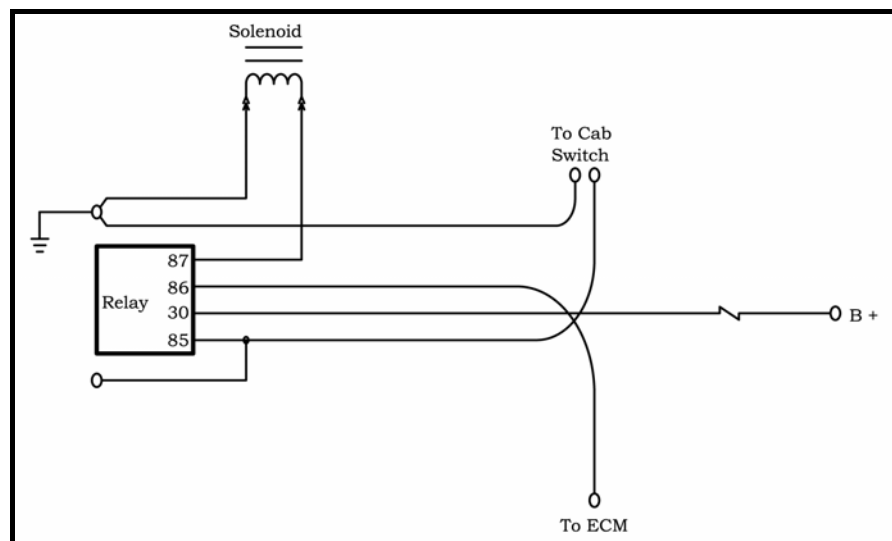 Solenoid
To Cab
Switch
87
86
Relay
30
85
B +
To ECM